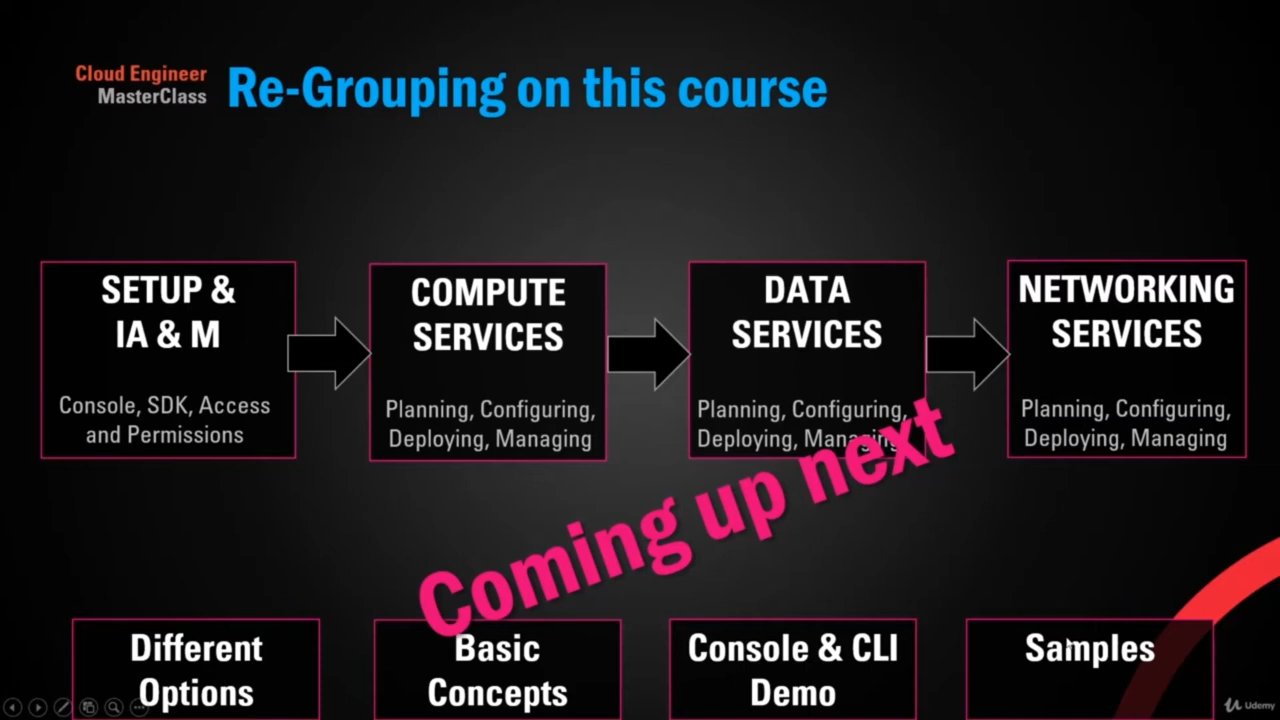 Cloud Engineer
MasterClass
Re-Grouping on this course
SETUP &
IA & M
Console, SDK, Access
and Permissions
COMPUTE
SERVICES
Planning, Configuring,
Deploying, Managing
DATA
SERVICES
Planning, Configuring,
Deploying, Managing
NETWORKING
SERVICES
Planning, Configuring,
Deploying, Managing
Coming up next
Different
Options
Basic
Concepts
Console & CLI
Demo
Samples
Udemy